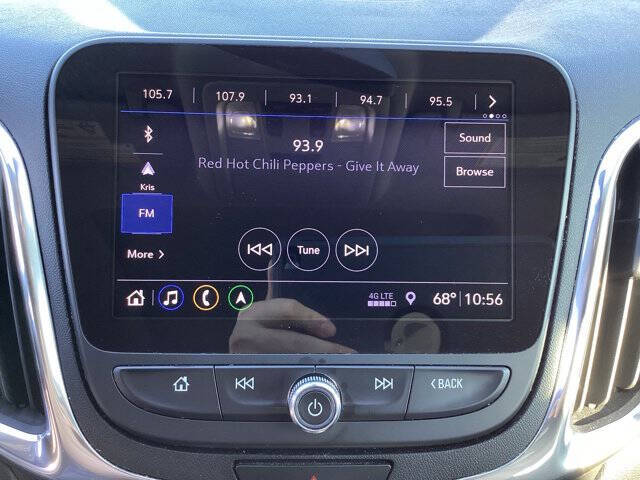 105.7 107.9 93.1 94.7 95.5
93.9
Sound
Red Hot Chili Peppers - Give It Away
Browse
Kris
FM
More
Tune
4G LTE
68° 10:56
BACK